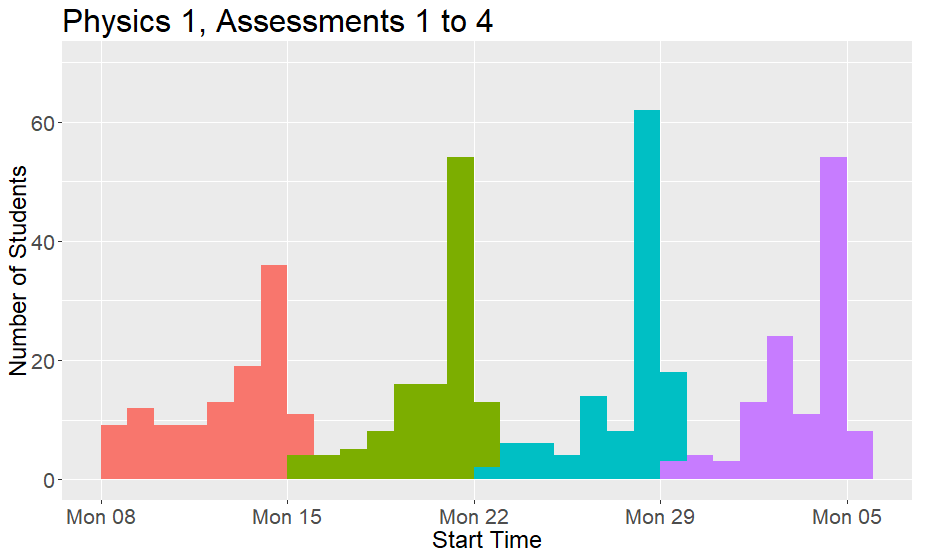 Physics 1, Assessments 1 to 4
Number of Students
60
40
20
0
Mon 08
Mon 15
Mon 22
Mon 29
Mon 05
Start Time